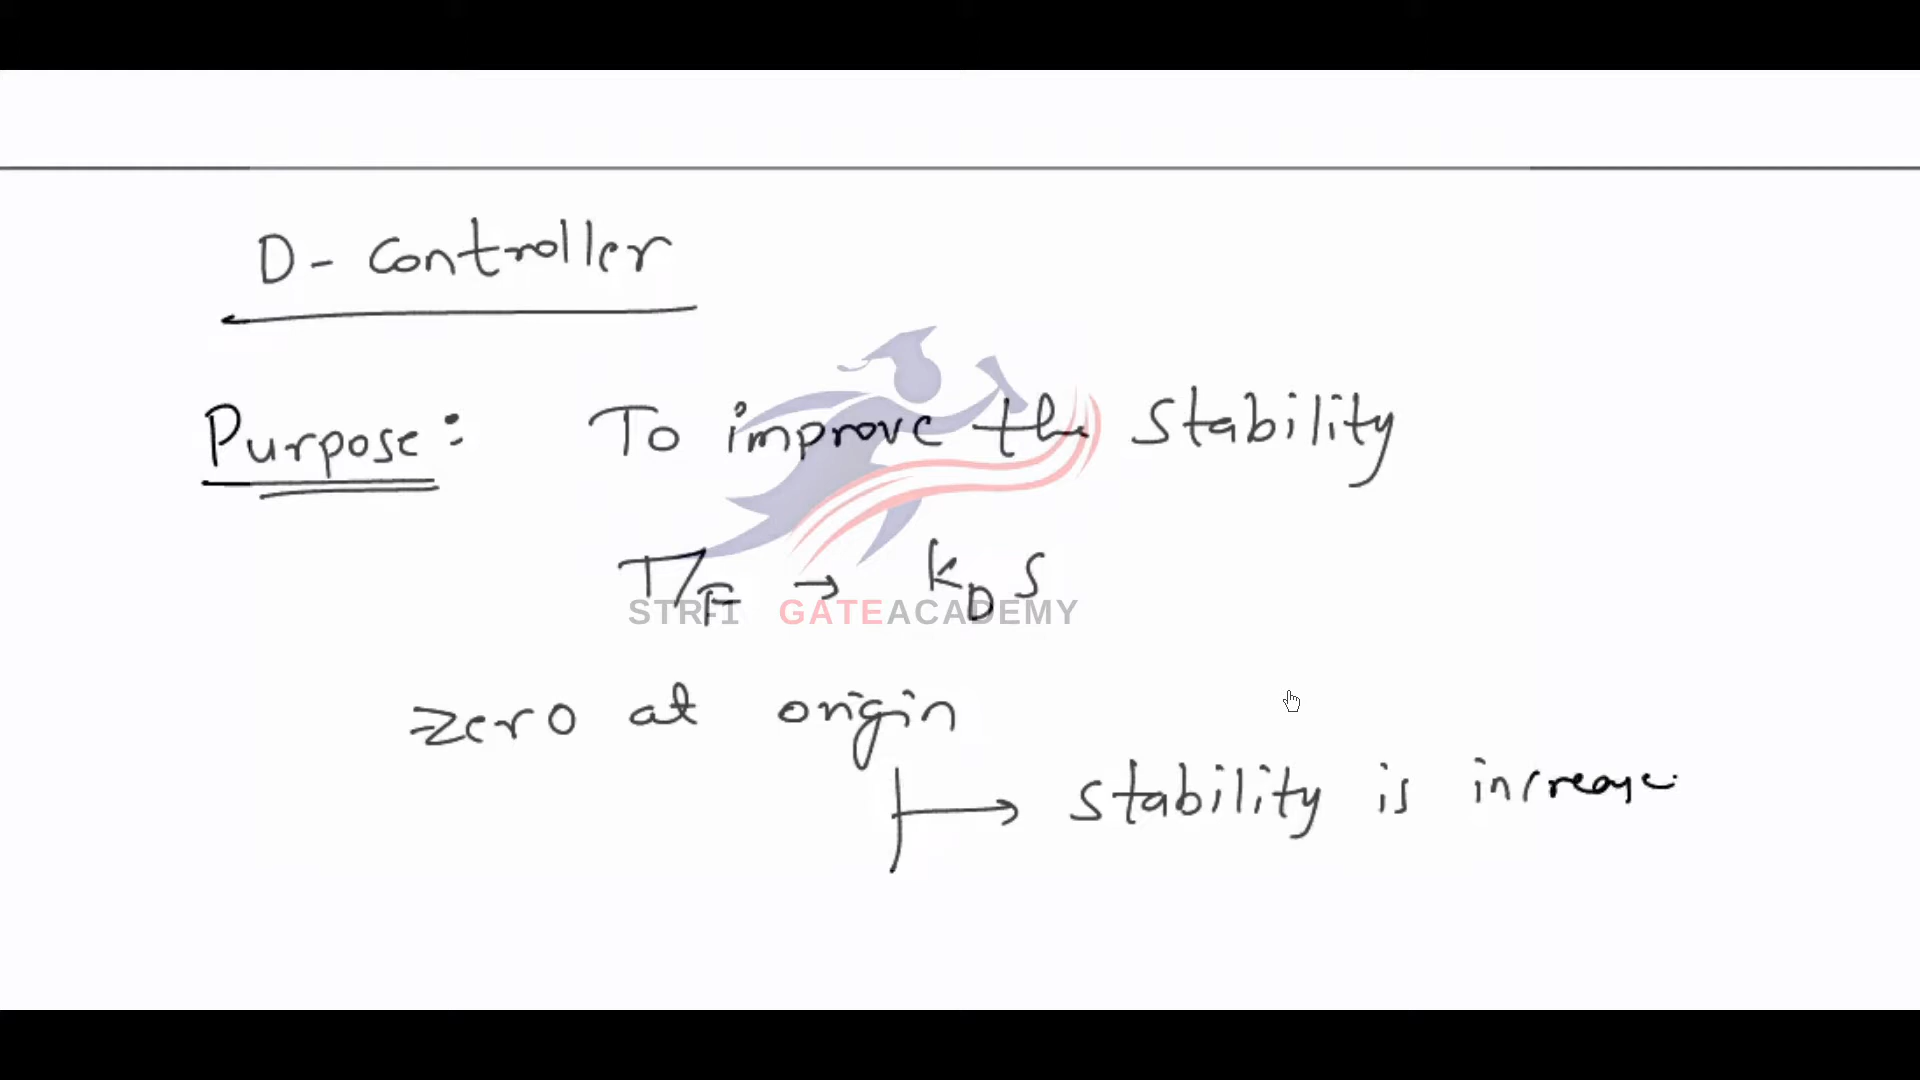 D - Controller
Purpose : To improve the stability
T/F → K_D S
STRFI GATEACADEMY
zero at origin
→ stability is increase